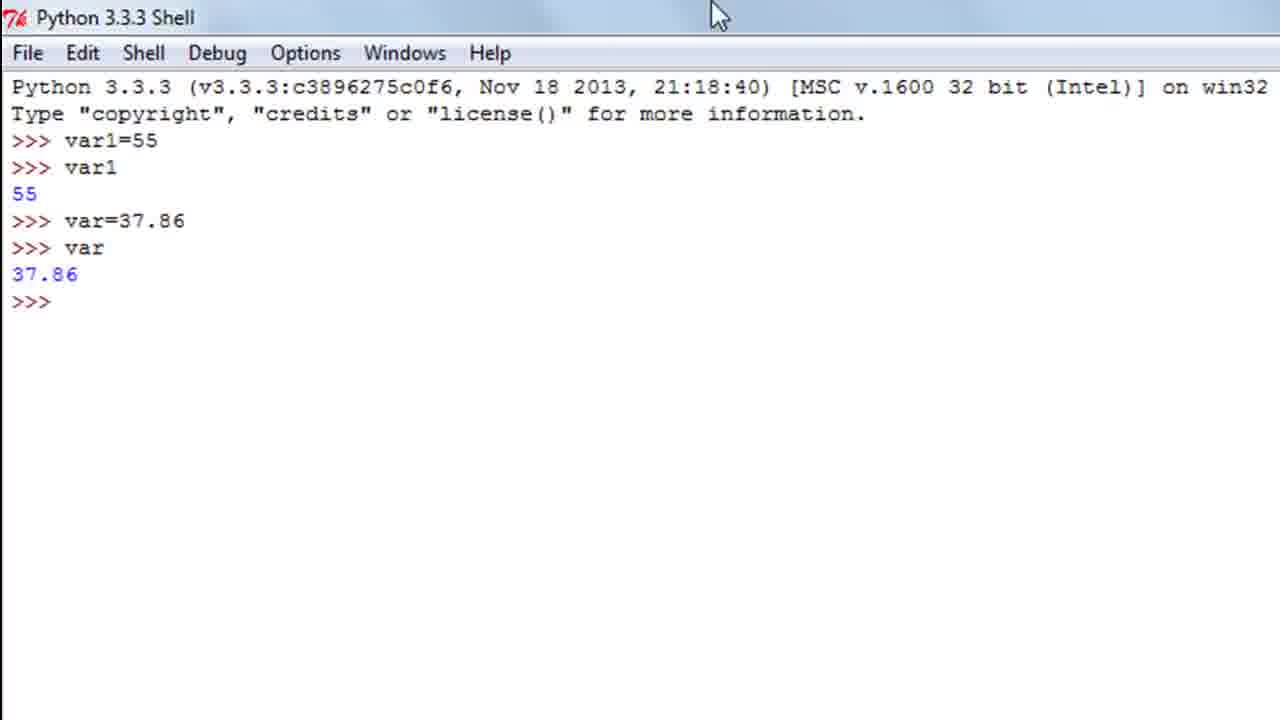 Python 3.3.3 Shell
File Edit Shell Debug Options Windows Help
Python 3.3.3 (v3.3.3:c3896275c0f6, Nov 18 2013, 21:18:40) [MSC v.1600 32 bit (Intel)] on win32
Type "copyright", "credits" or "license()" for more information.
>>> var1=55
>>> var1
55
>>> var=37.86
>>> var
37.86
>>>